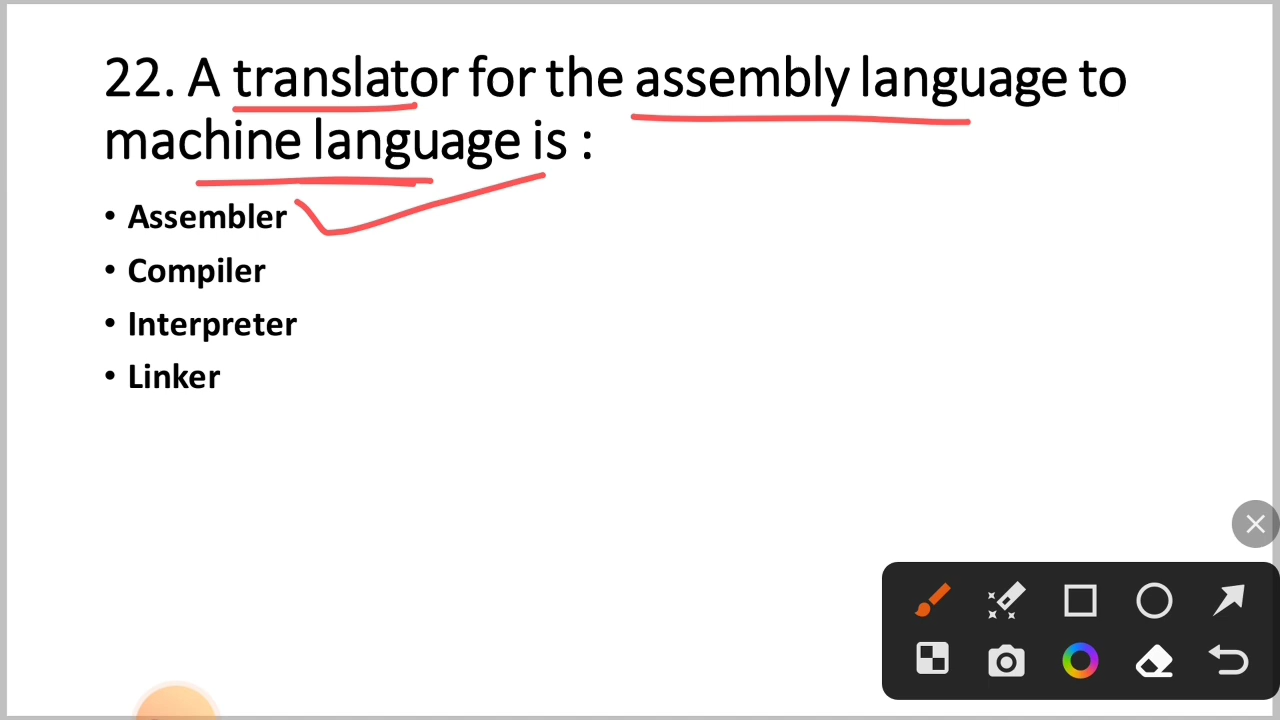 22. A translator for the assembly language to
machine language is :
• Assembler
• Compiler
• Interpreter
• Linker